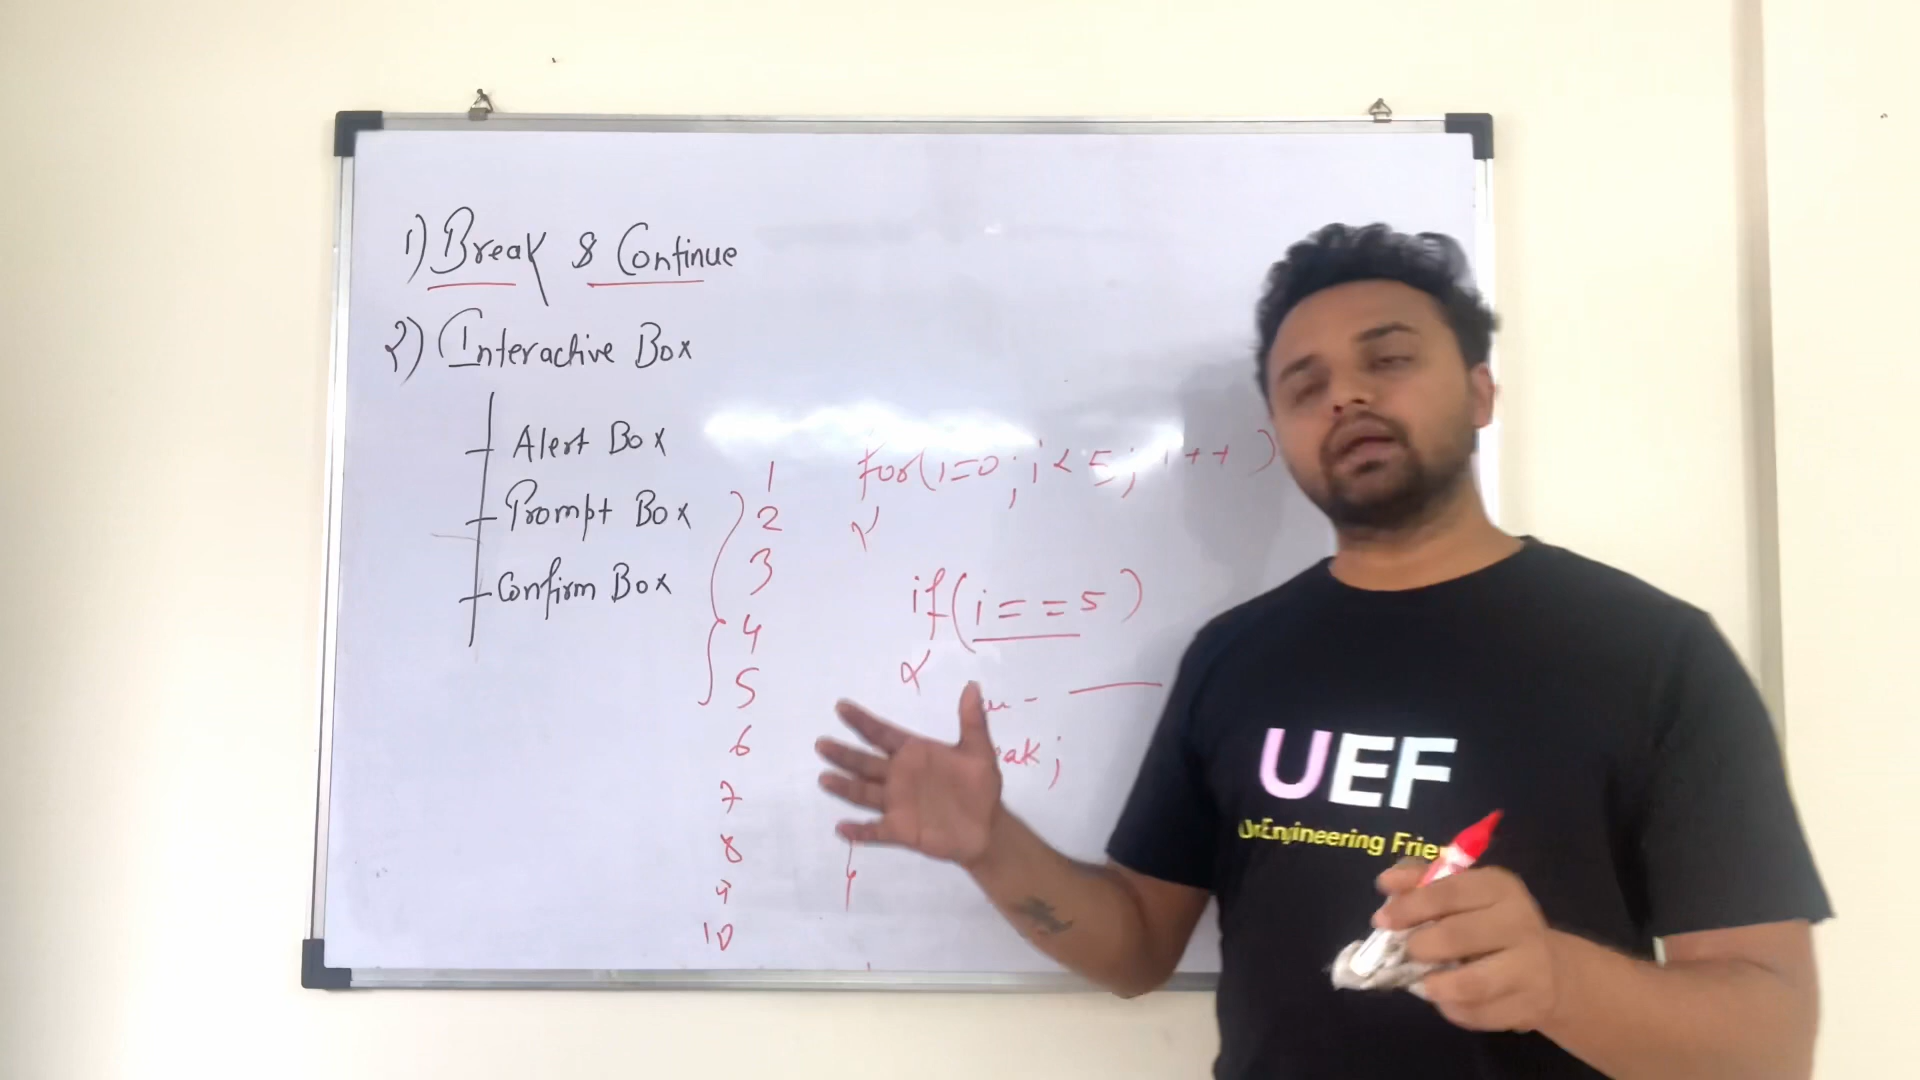 1) Break & Continue
2) Interactive Box
Alert Box
Prompt Box
Confirm Box
1
2
3
4
5
6
7
8
9
10
for(i=0; i<5; i++)
{
if(i==5)
{
ak;
}
UEF
UrEngineering Frie